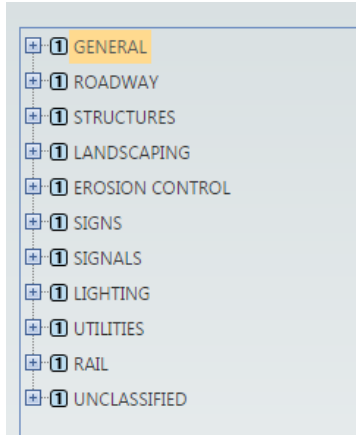 1 GENERAL
1 ROADWAY
1 STRUCTURES
1 LANDSCAPING
1 EROSION CONTROL
1 SIGNS
1 SIGNALS
1 LIGHTING
1 UTILITIES
1 RAIL
1 UNCLASSIFIED